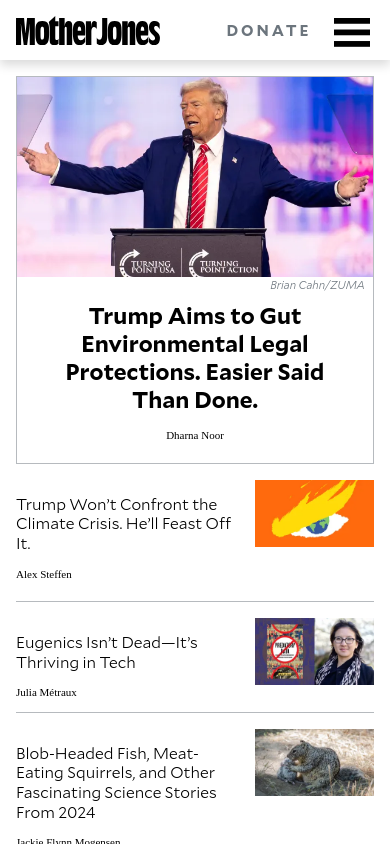 Mother Jones
DONATE
TURNING
POINT USA
TURNING
POINT ACTION
Brian Cahn/ZUMA
Trump Aims to Gut
Environmental Legal
Protections. Easier Said
Than Done.
Dharna Noor
Trump Won’t Confront the
Climate Crisis. He’ll Feast Off
It.
Alex Steffen
Eugenics Isn’t Dead—It’s
Thriving in Tech
Julia Métraux
Blob-Headed Fish, Meat-
Eating Squirrels, and Other
Fascinating Science Stories
From 2024
Jackie Flynn Mogensen